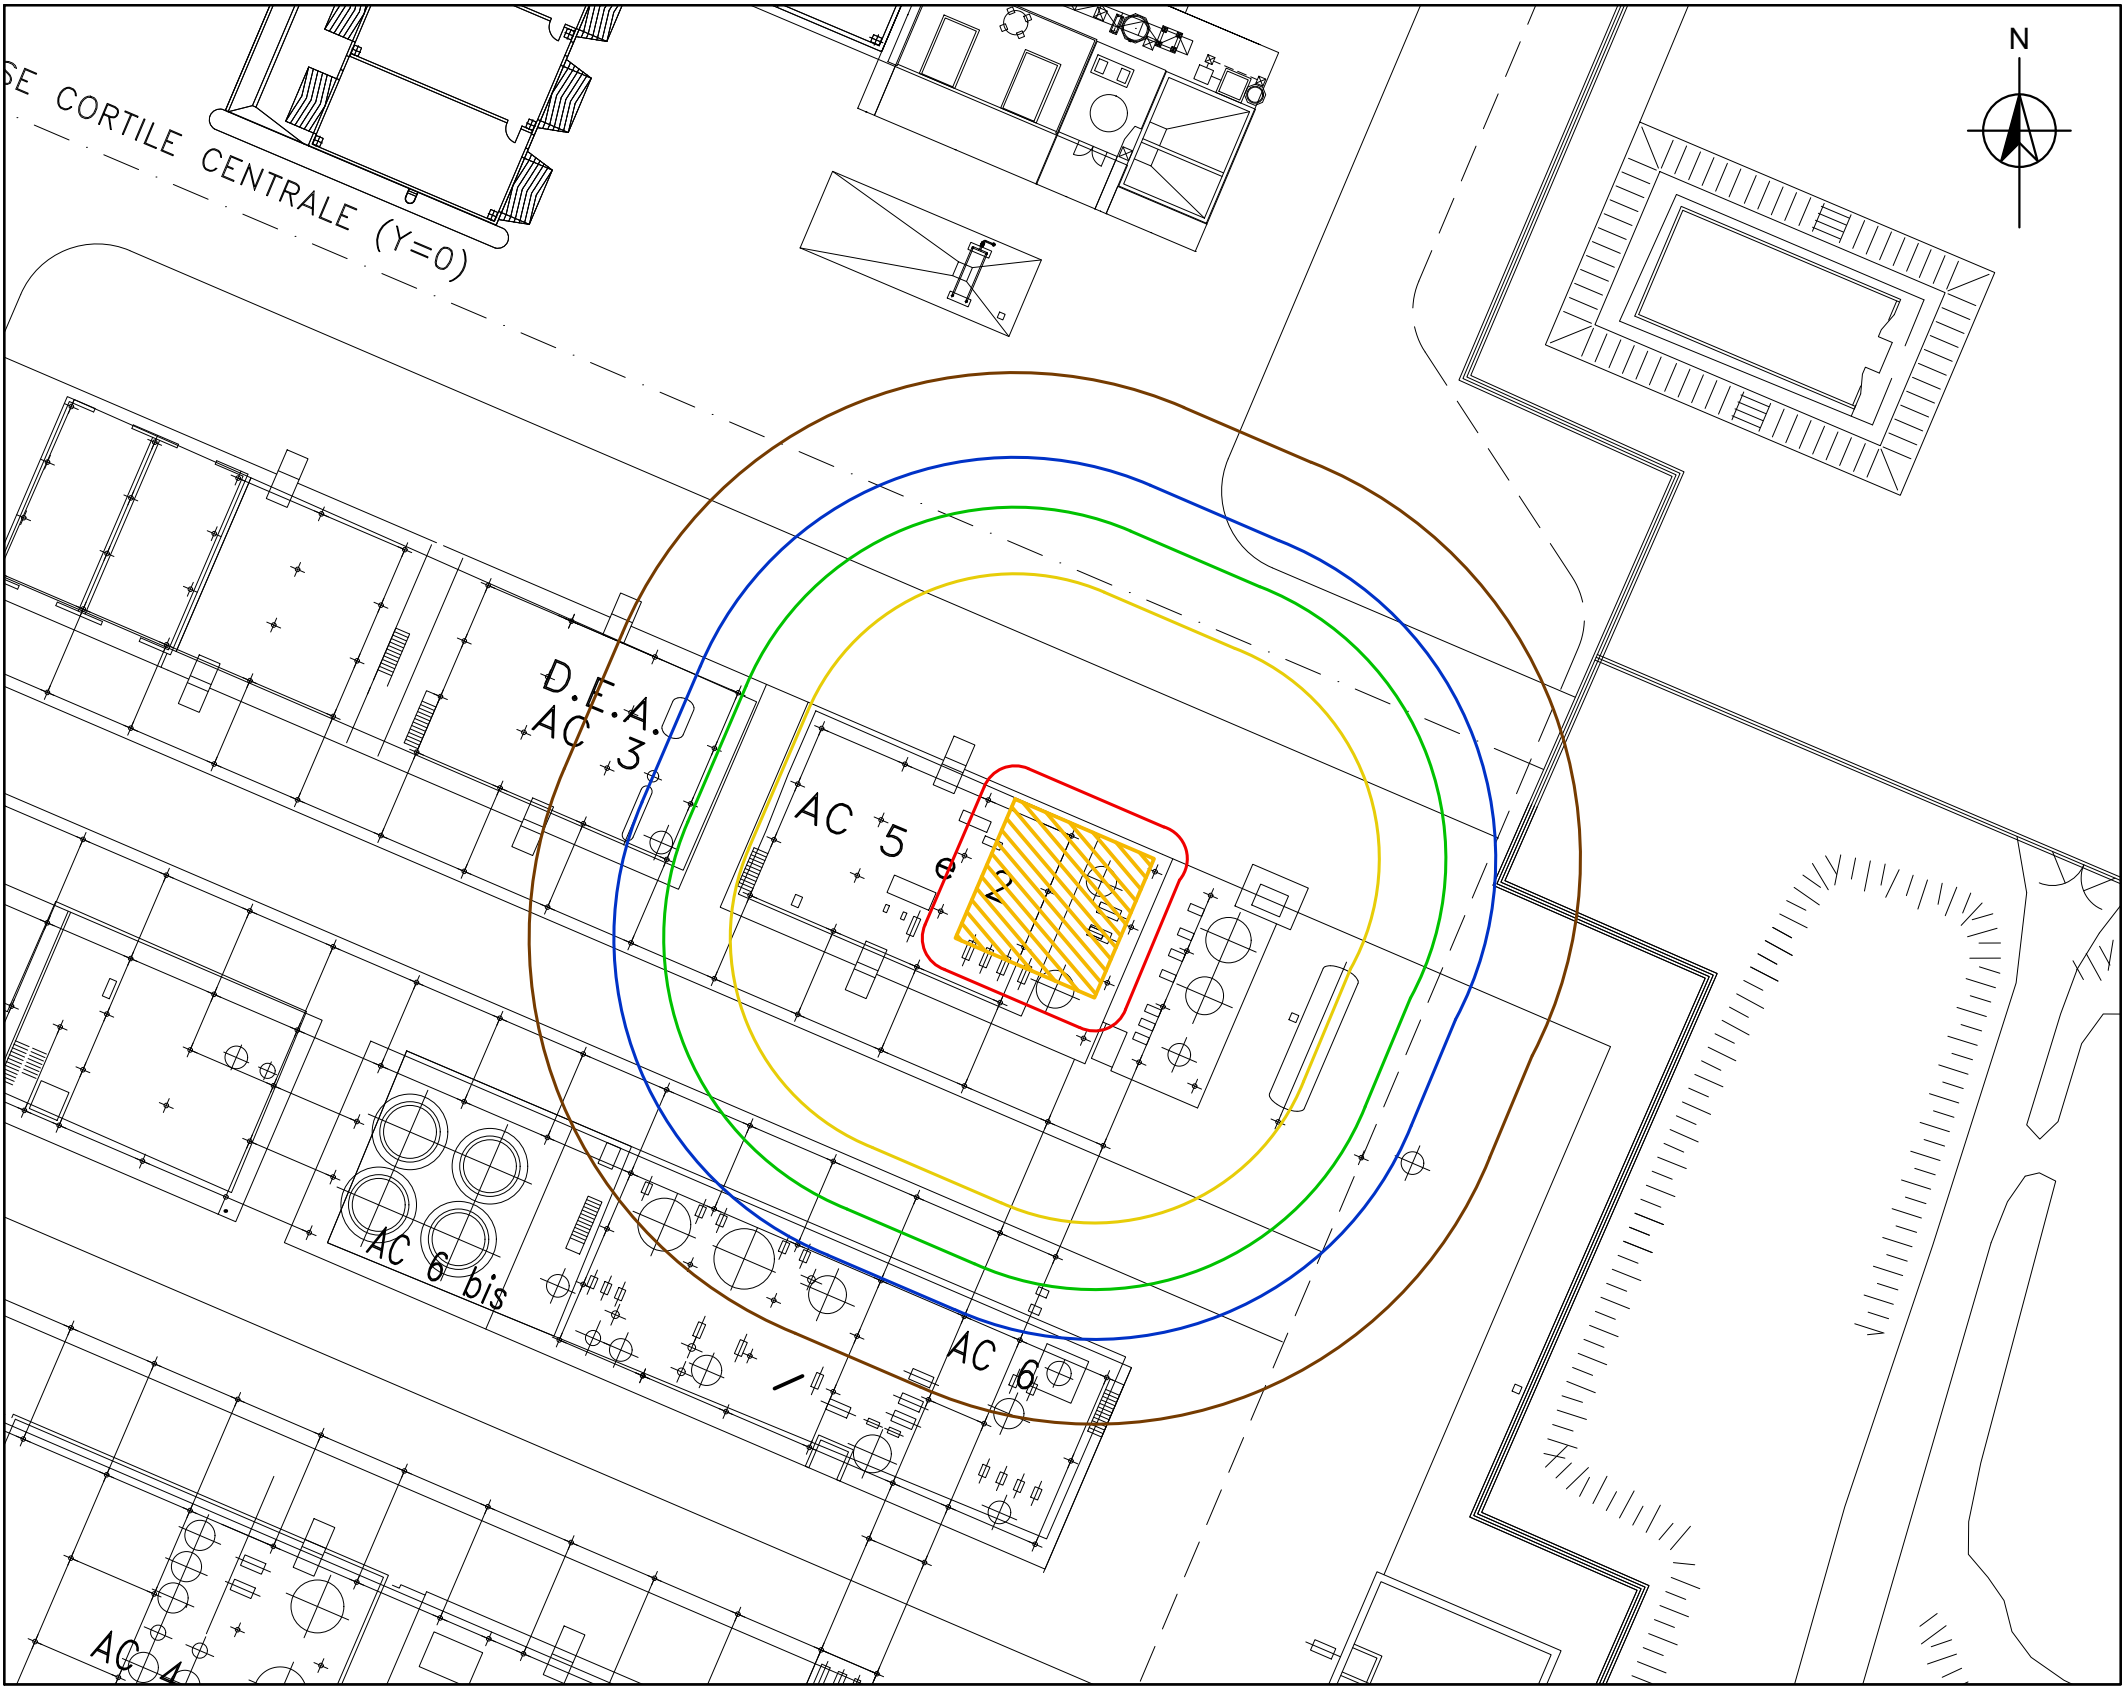 N
SE CORTILE CENTRALE (Y=0)
D.E.A.
AC 3
AC 5 e 2
AC 6 bis
AC 6
AC 4